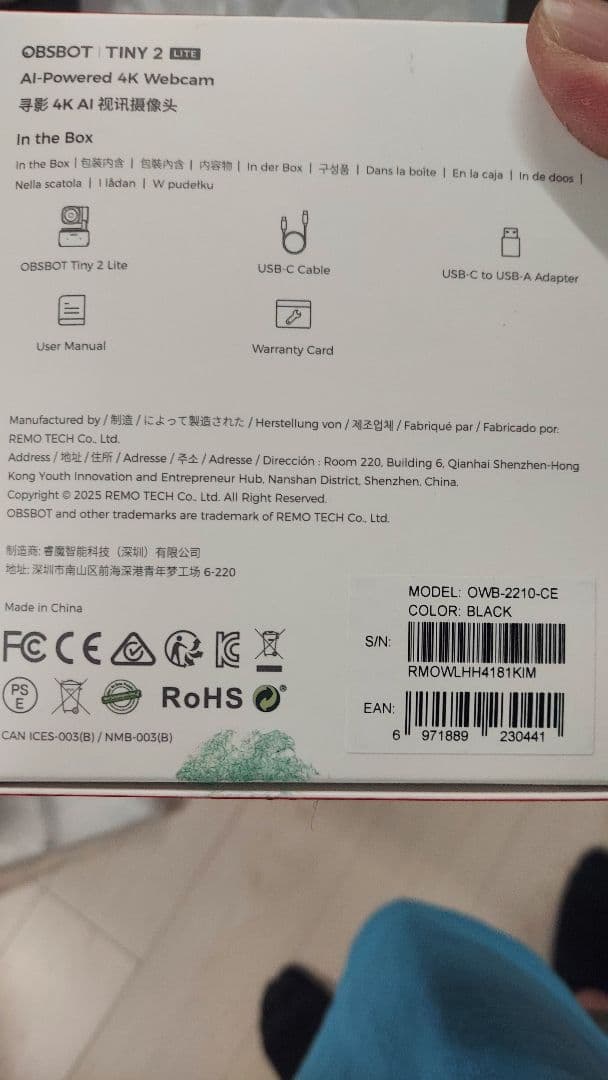 OBSBOT | TINY 2 LITE
AI-Powered 4K Webcam
寻影 4K AI 视讯摄像头
In the Box
In the Box | 包装内含 | 包裝內含 | 内容物 | In der Box | 구성품 | Dans la boîte | En la caja | In de doos |
Nella scatola | I lådan | W pudełku
OBSBOT Tiny 2 Lite
USB-C Cable
USB-C to USB-A Adapter
User Manual
Warranty Card
Manufactured by / 制造 / によって製造された / Herstellung von / 제조업체 / Fabriqué par / Fabricado por:
REMO TECH Co., Ltd.
Address / 地址 / 住所 / Adresse / 주소 / Adresse / Dirección : Room 220, Building 6, Qianhai Shenzhen-Hong
Kong Youth Innovation and Entrepreneur Hub, Nanshan District, Shenzhen, China.
Copyright © 2025 REMO TECH Co., Ltd. All Right Reserved.
OBSBOT and other trademarks are trademark of REMO TECH Co., Ltd.
制造商: 睿魔智能科技（深圳）有限公司
地址: 深圳市南山区前海深港青年梦工场 6-220
Made in China
MODEL: OWB-2210-CE
COLOR: BLACK
S/N:
RMOWLHH4181KIM
EAN:
6 971889 230441
FC CE
PS E
RoHS
CAN ICES-003(B) / NMB-003(B)